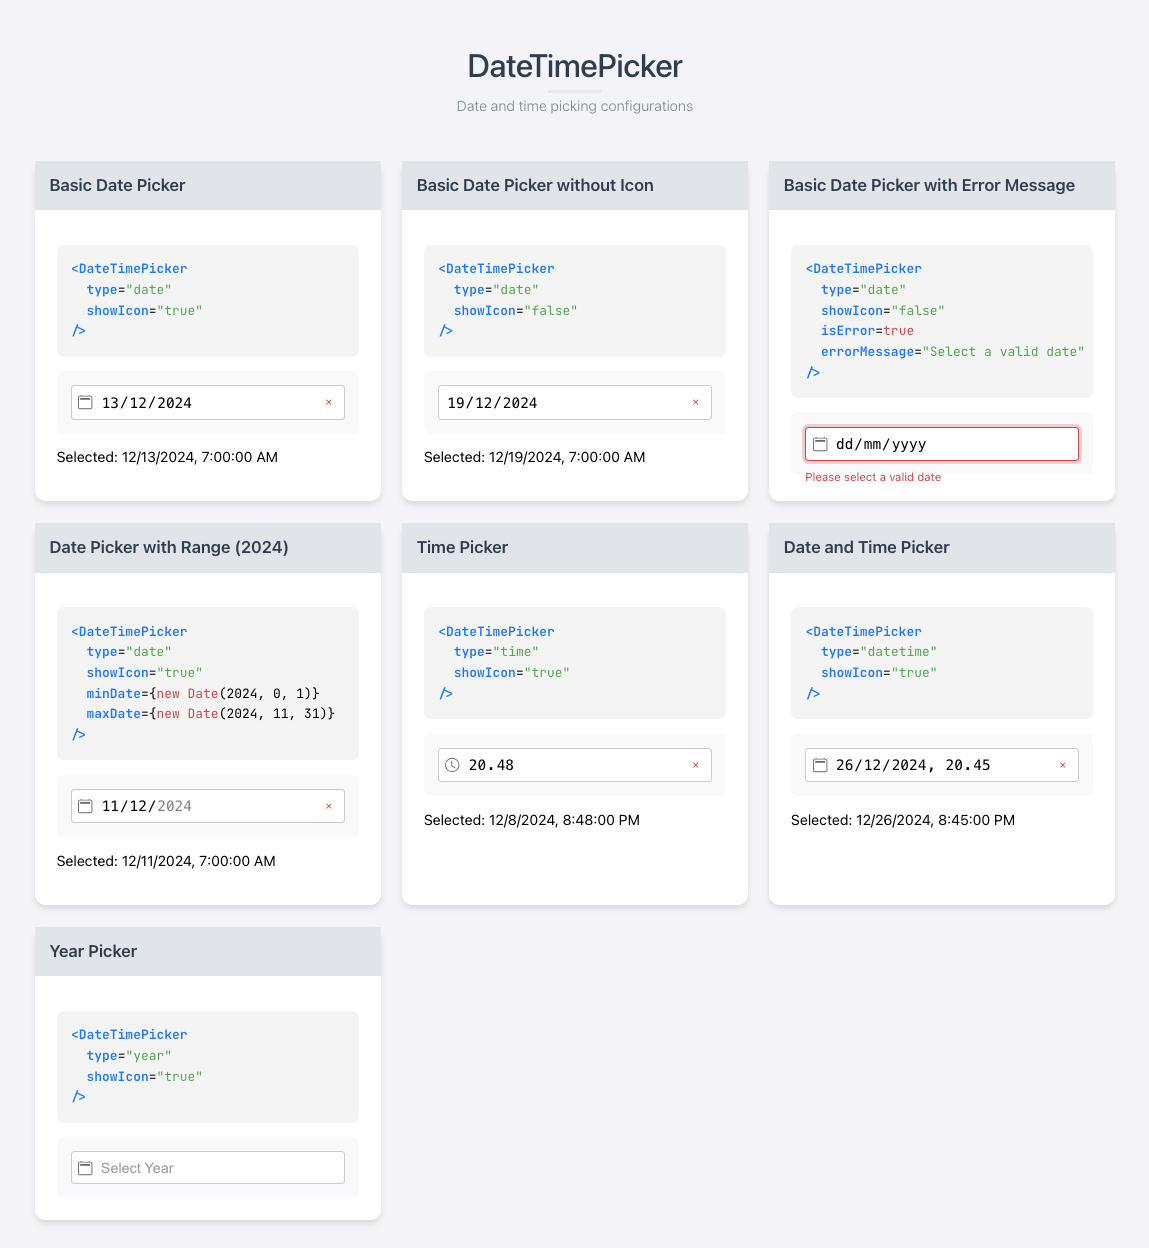 DateTimePicker
Date and time picking configurations
Basic Date Picker
<DateTimePicker
  type="date"
  showIcon="true"
/>
13/12/2024 ×
Selected: 12/13/2024, 7:00:00 AM
Basic Date Picker without Icon
<DateTimePicker
  type="date"
  showIcon="false"
/>
19/12/2024 ×
Selected: 12/19/2024, 7:00:00 AM
Basic Date Picker with Error Message
<DateTimePicker
  type="date"
  showIcon="false"
  isError=true
  errorMessage="Select a valid date"
/>
dd/mm/yyyy
Please select a valid date
Date Picker with Range (2024)
<DateTimePicker
  type="date"
  showIcon="true"
  minDate={new Date(2024, 0, 1)}
  maxDate={new Date(2024, 11, 31)}
/>
11/12/2024 ×
Selected: 12/11/2024, 7:00:00 AM
Time Picker
<DateTimePicker
  type="time"
  showIcon="true"
/>
20.48 ×
Selected: 12/8/2024, 8:48:00 PM
Date and Time Picker
<DateTimePicker
  type="datetime"
  showIcon="true"
/>
26/12/2024, 20.45 ×
Selected: 12/26/2024, 8:45:00 PM
Year Picker
<DateTimePicker
  type="year"
  showIcon="true"
/>
Select Year